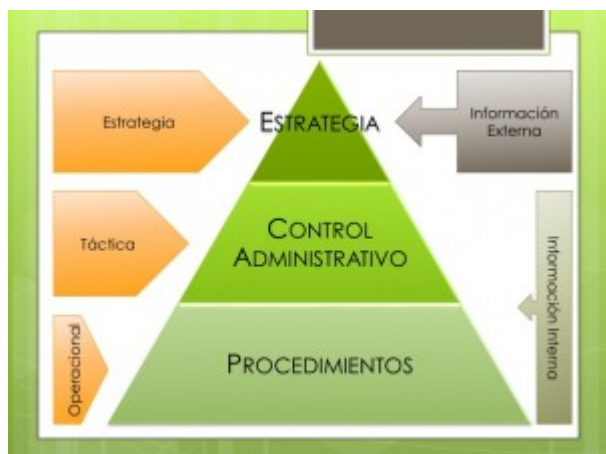 Estrategia
ESTRATEGIA
Información
Externa
Táctica
CONTROL
ADMINISTRATIVO
Información Interna
Operacional
PROCEDIMIENTOS